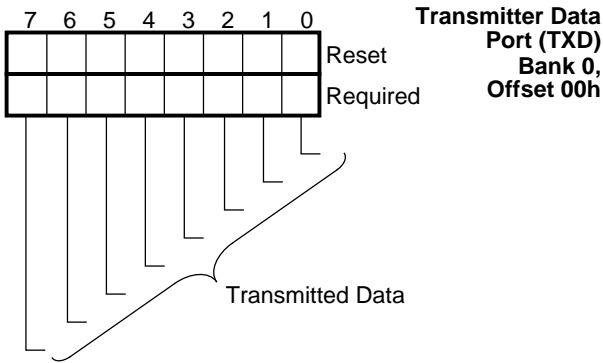 7 6 5 4 3 2 1 0
Reset
Required
Transmitter Data
Port (TXD)
Bank 0,
Offset 00h
Transmitted Data